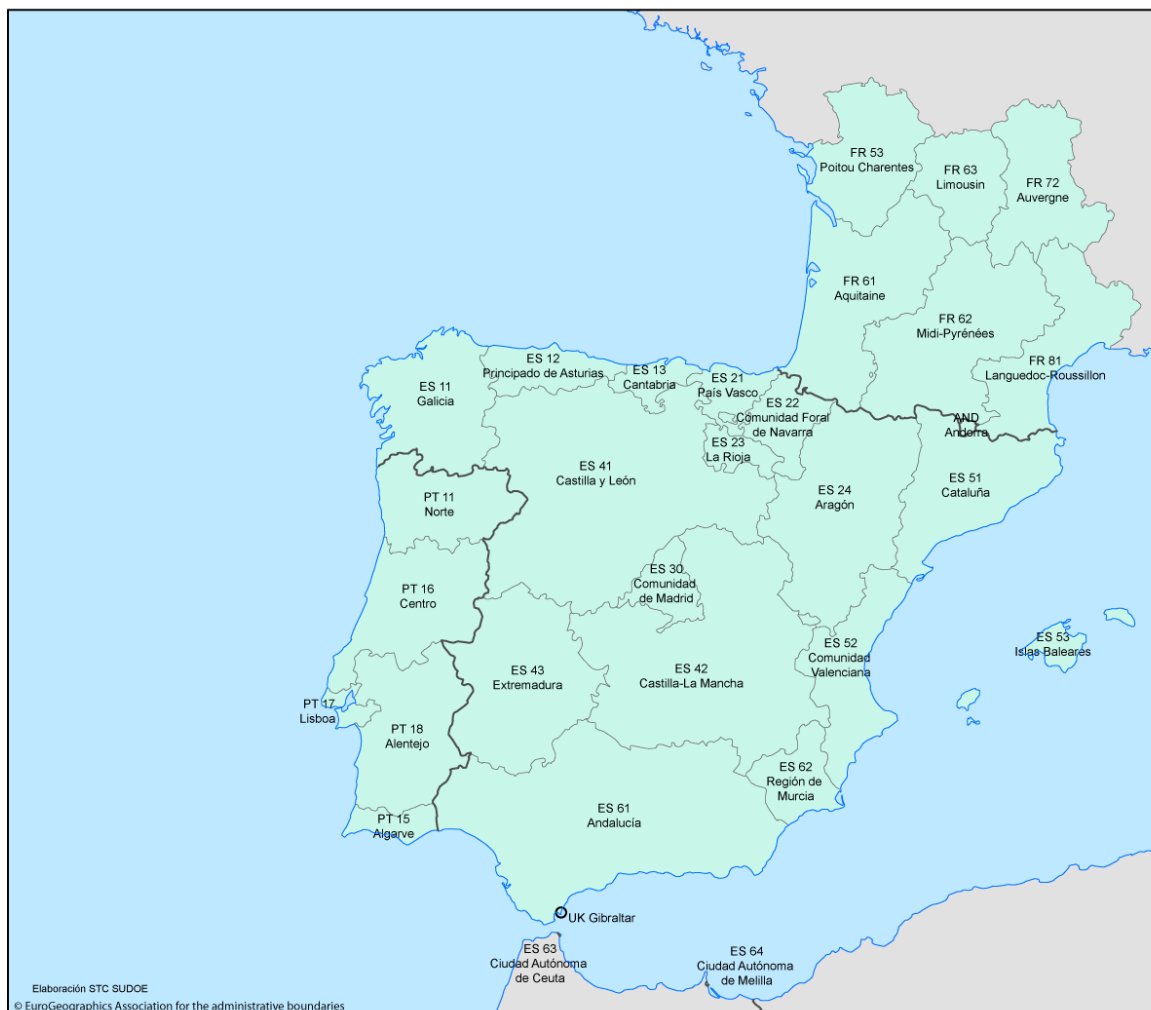 FR 53
Poitou Charentes
FR 63
Limousin
FR 72
Auvergne
FR 61
Aquitaine
FR 62
Midi-Pyrénées
FR 81
Languedoc-Roussillon
ES 11
Galicia
ES 12
Principado de Asturias
ES 13
Cantabria
ES 21
País Vasco
ES 22
Comunidad Foral
de Navarra
ES 23
La Rioja
AND
Andorra
ES 41
Castilla y León
ES 24
Aragón
ES 51
Cataluña
PT 11
Norte
PT 16
Centro
ES 30
Comunidad
de Madrid
ES 53
Islas Baleares
ES 52
Comunidad
Valenciana
ES 43
Extremadura
ES 42
Castilla-La Mancha
PT 17
Lisboa
PT 18
Alentejo
ES 62
Región de
Murcia
PT 15
Algarve
ES 61
Andalucía
UK Gibraltar
ES 63
Ciudad Autónoma
de Ceuta
ES 64
Ciudad Autónoma
de Melilla
Elaboración STC SUDOE
© EuroGeographics Association for the administrative boundaries